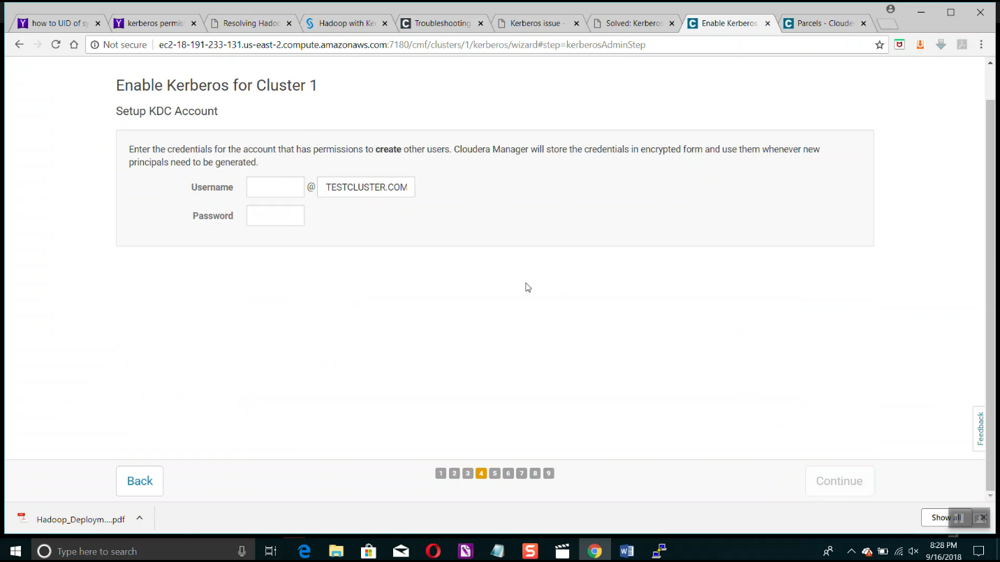 how to UID of sy
kerberos permis
Resolving Hadoo
Hadoop with Ker
Troubleshooting
Kerberos issue -
Solved: Kerberos
Enable Kerberos
Parcels - Cloude
Not secure
ec2-18-191-233-131.us-east-2.compute.amazonaws.com:7180/cmf/clusters/1/kerberos/wizard#step=kerberosAdminStep
Enable Kerberos for Cluster 1
Setup KDC Account
Enter the credentials for the account that has permissions to create other users. Cloudera Manager will store the credentials in encrypted form and use them whenever new
principals need to be generated.
Username @ TESTCLUSTER.COM
Password
Feedback
Back
1 2 3 4 5 6 7 8 9
Continue
Hadoop_Deploym....pdf
Show all
Type here to search
8:28 PM
9/16/2018